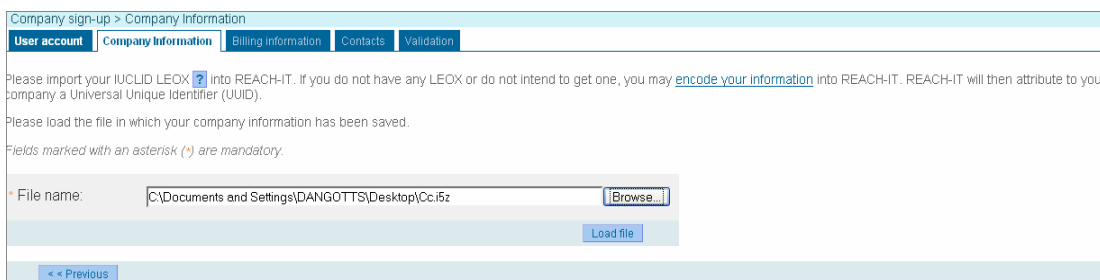 Company sign-up > Company Information
User account Company Information Billing information Contacts Validation
Please import your IUCLID LEOX ? into REACH-IT. If you do not have any LEOX or do not intend to get one, you may encode your information into REACH-IT. REACH-IT will then attribute to you
company a Universal Unique Identifier (UUID).
Please load the file in which your company information has been saved.
Fields marked with an asterisk (*) are mandatory.
* File name: C:\Documents and Settings\DANGOTTS\Desktop\Cc.i5z Browse...
Load file
< < Previous